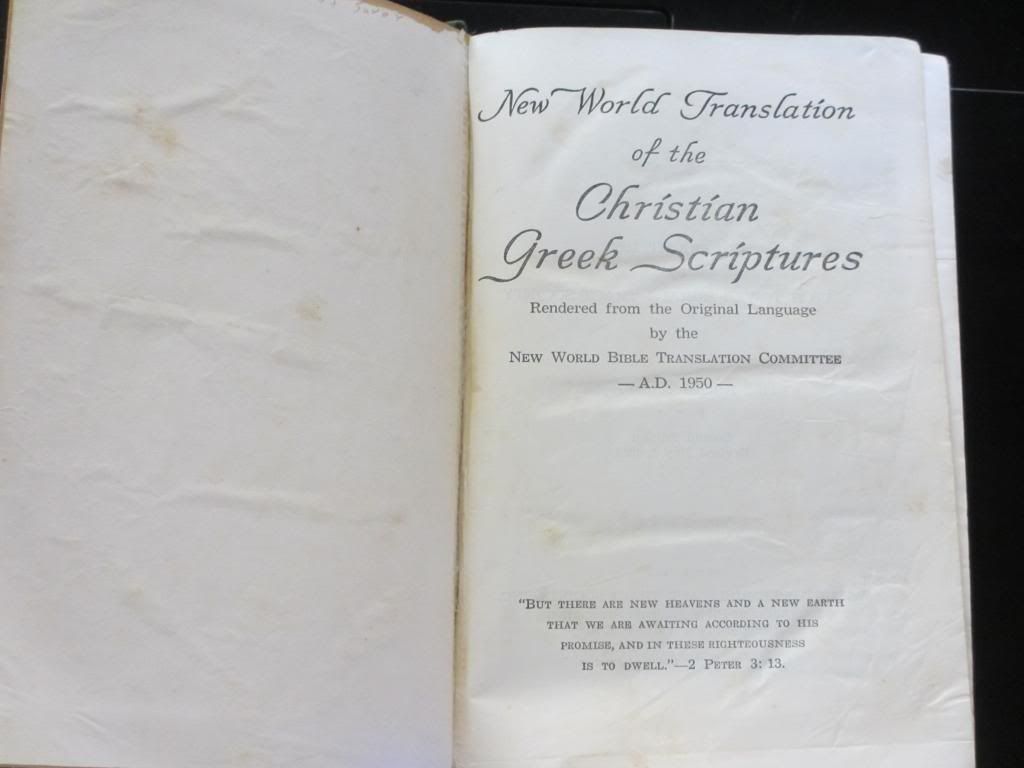 New World Translation
of the
Christian
Greek Scriptures
Rendered from the Original Language
by the
NEW WORLD BIBLE TRANSLATION COMMITTEE
— A.D. 1950 —
"BUT THERE ARE NEW HEAVENS AND A NEW EARTH
THAT WE ARE AWAITING ACCORDING TO HIS
PROMISE, AND IN THESE RIGHTEOUSNESS
IS TO DWELL."—2 PETER 3:13.